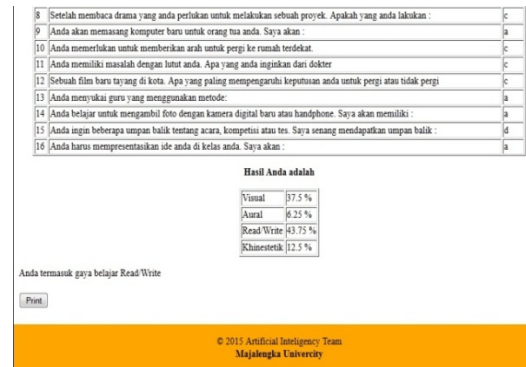 8 Setelah membaca drama yang anda perlukan untuk melakukan sebuah proyek. Apakah yang anda lakukan : c
9 Anda akan memasang komputer baru untuk orang tua anda. Saya akan : a
10 Anda memerlukan untuk memberikan arah untuk pergi ke rumah terdekat. c
11 Anda memiliki masalah dengan lutut anda. Apa yang anda inginkan dari dokter c
12 Sebuah film baru tayang di kota. Apa yang paling mempengaruhi keputusan anda untuk pergi atau tidak pergi c
13 Anda menyukai guru yang menggunakan metode: a
14 Anda belajar untuk mengambil foto dengan kamera digital baru atau handphone. Saya akan memiliki : a
15 Anda ingin beberapa umpan balik tentang acara, kompetisi atau tes. Saya senang mendapatkan umpan balik : d
16 Anda harus mempresentasikan ide anda di kelas anda. Saya akan : a
Hasil Anda adalah
Visual 37.5 %
Aural 6.25 %
Read/Write 43.75 %
Khinestetik 12.5 %
Anda termasuk gaya belajar Read/Write
Print
© 2015 Artificial Inteligency Team
Majalengka Univercity